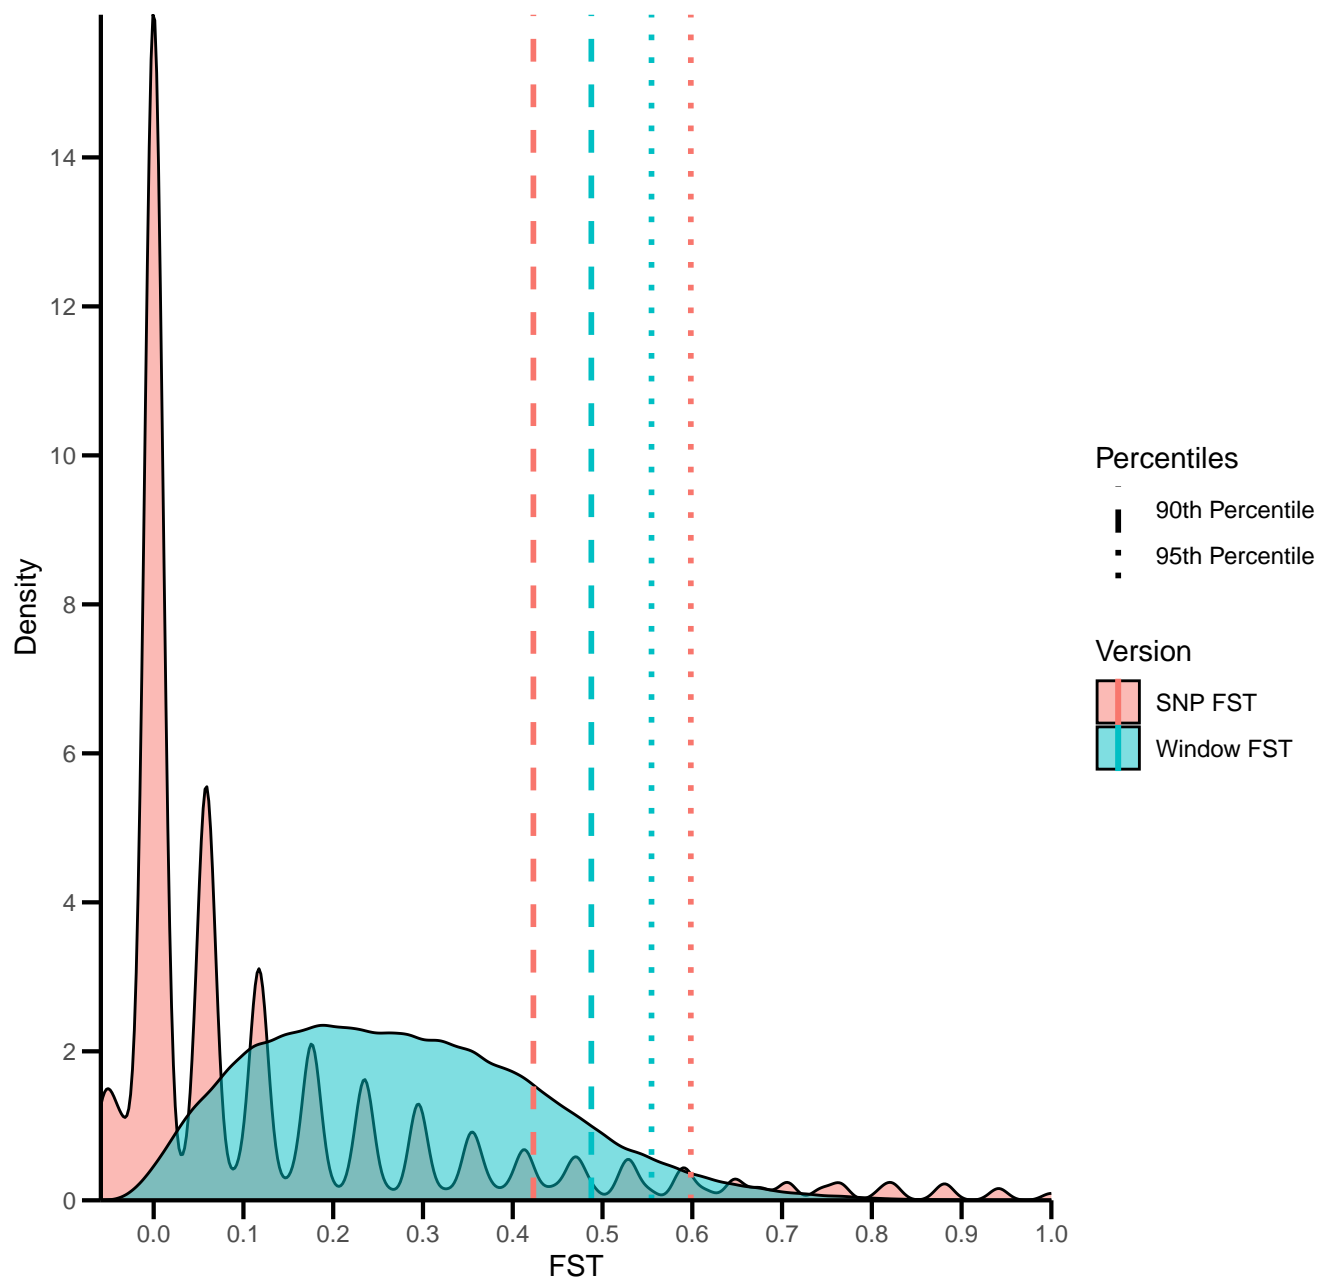 14
12
10
8
6
4
2
0
Density
0.0 0.1 0.2 0.3 0.4 0.5 0.6 0.7 0.8 0.9 1.0
FST
Percentiles
90th Percentile
95th Percentile
Version
SNP FST
Window FST